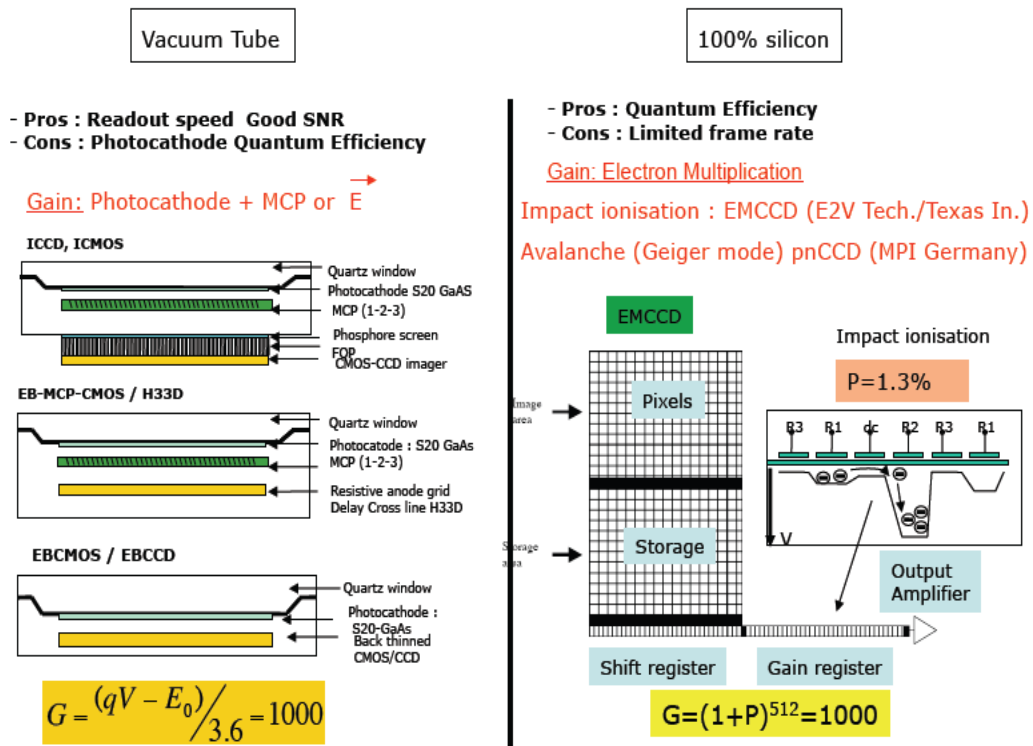 Vacuum Tube
- Pros : Readout speed Good SNR
- Cons : Photocathode Quantum Efficiency
Gain: Photocathode + MCP or E
ICCD, ICMOS
Quartz window
Photocathode S20 GaAS
MCP (1-2-3)
Phosphore screen
FOP
CMOS-CCD imager
EB-MCP-CMOS / H33D
Quartz window
Photocatode : S20 GaAs
MCP (1-2-3)
Resistive anode grid
Delay Cross line H33D
EBCMOS / EBCCD
Quartz window
Photocathode :
S20-GaAs
Back thinned
CMOS/CCD
G = (qV − E₀)/3.6 = 1000
100% silicon
- Pros : Quantum Efficiency
- Cons : Limited frame rate
Gain: Electron Multiplication
Impact ionisation : EMCCD (E2V Tech./Texas In.)
Avalanche (Geiger mode) pnCCD (MPI Germany)
EMCCD
Image
area
Pixels
Storage
area
Storage
Shift register
Gain register
Impact ionisation
P=1.3%
R3 R1 dc R2 R3 R1
V
Output
Amplifier
G=(1+P)⁵¹²=1000